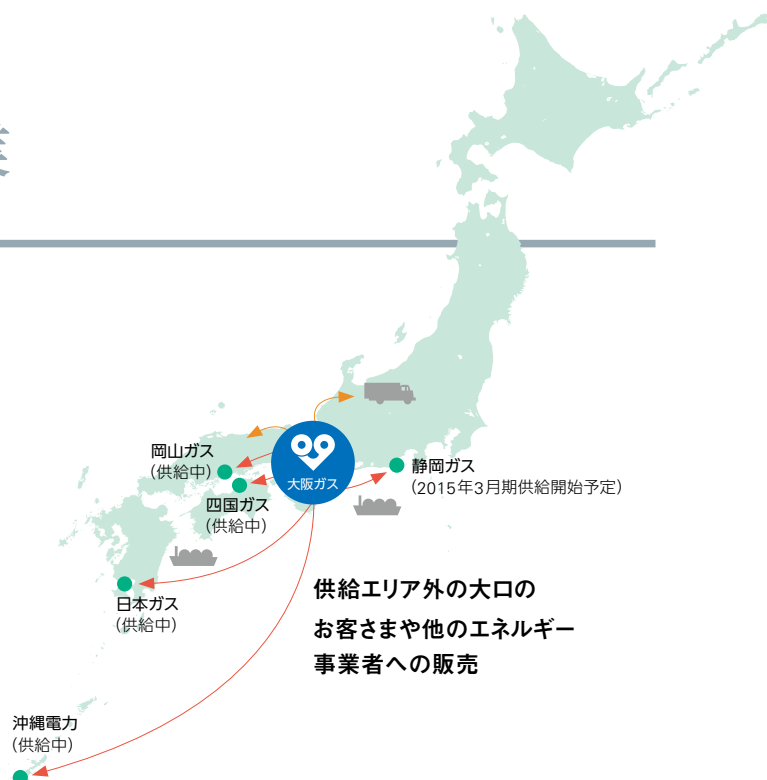 業
岡山ガス
(供給中)
四国ガス
(供給中)
大阪ガス
静岡ガス
(2015年3月期供給開始予定)
日本ガス
(供給中)
供給エリア外の大口の
お客さまや他のエネルギー
事業者への販売
沖縄電力
(供給中)